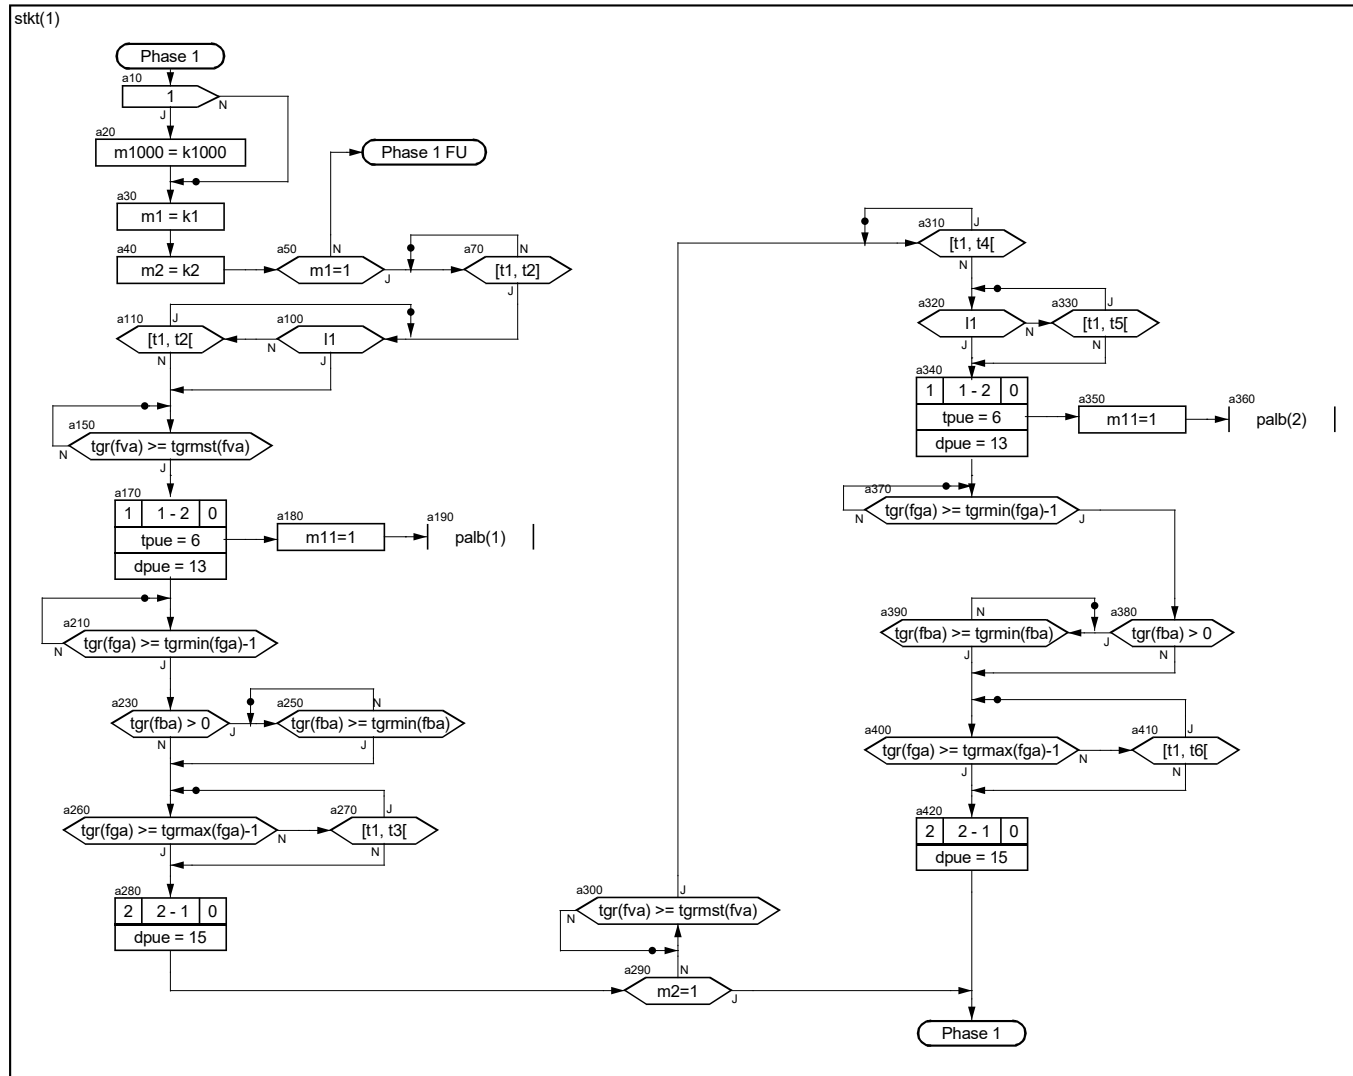 stkt(1)
Phase 1
a10
1
N
J
a20
m1000 = k1000
Phase 1 FU
a30
m1 = k1
a40
m2 = k2
a50
N
m1=1
J
a70
N
[t1, t2]
J
a110
J
[t1, t2[
N
a100
N
I1
J
a150
tgr(fva) >= tgrmst(fva)
N
J
a170
1
1 - 2
0
tpue = 6
dpue = 13
a180
m11=1
a190
palb(1)
a210
tgr(fga) >= tgrmin(fga)-1
N
J
a230
tgr(fba) > 0
J
N
a250
N
tgr(fba) >= tgrmin(fba)
J
a260
tgr(fga) >= tgrmax(fga)-1
N
J
a270
J
[t1, t3[
N
a280
2
2 - 1
0
dpue = 15
a290
N
m2=1
J
a300
J
tgr(fva) >= tgrmst(fva)
N
a310
J
[t1, t4[
N
a320
I1
N
J
a330
J
[t1, t5[
N
a340
1
1 - 2
0
tpue = 6
dpue = 13
a350
m11=1
a360
palb(2)
a370
tgr(fga) >= tgrmin(fga)-1
N
J
a390
N
tgr(fba) >= tgrmin(fba)
J
a380
tgr(fba) > 0
J
N
a400
tgr(fga) >= tgrmax(fga)-1
N
J
a410
J
[t1, t6[
N
a420
2
2 - 1
0
dpue = 15
Phase 1